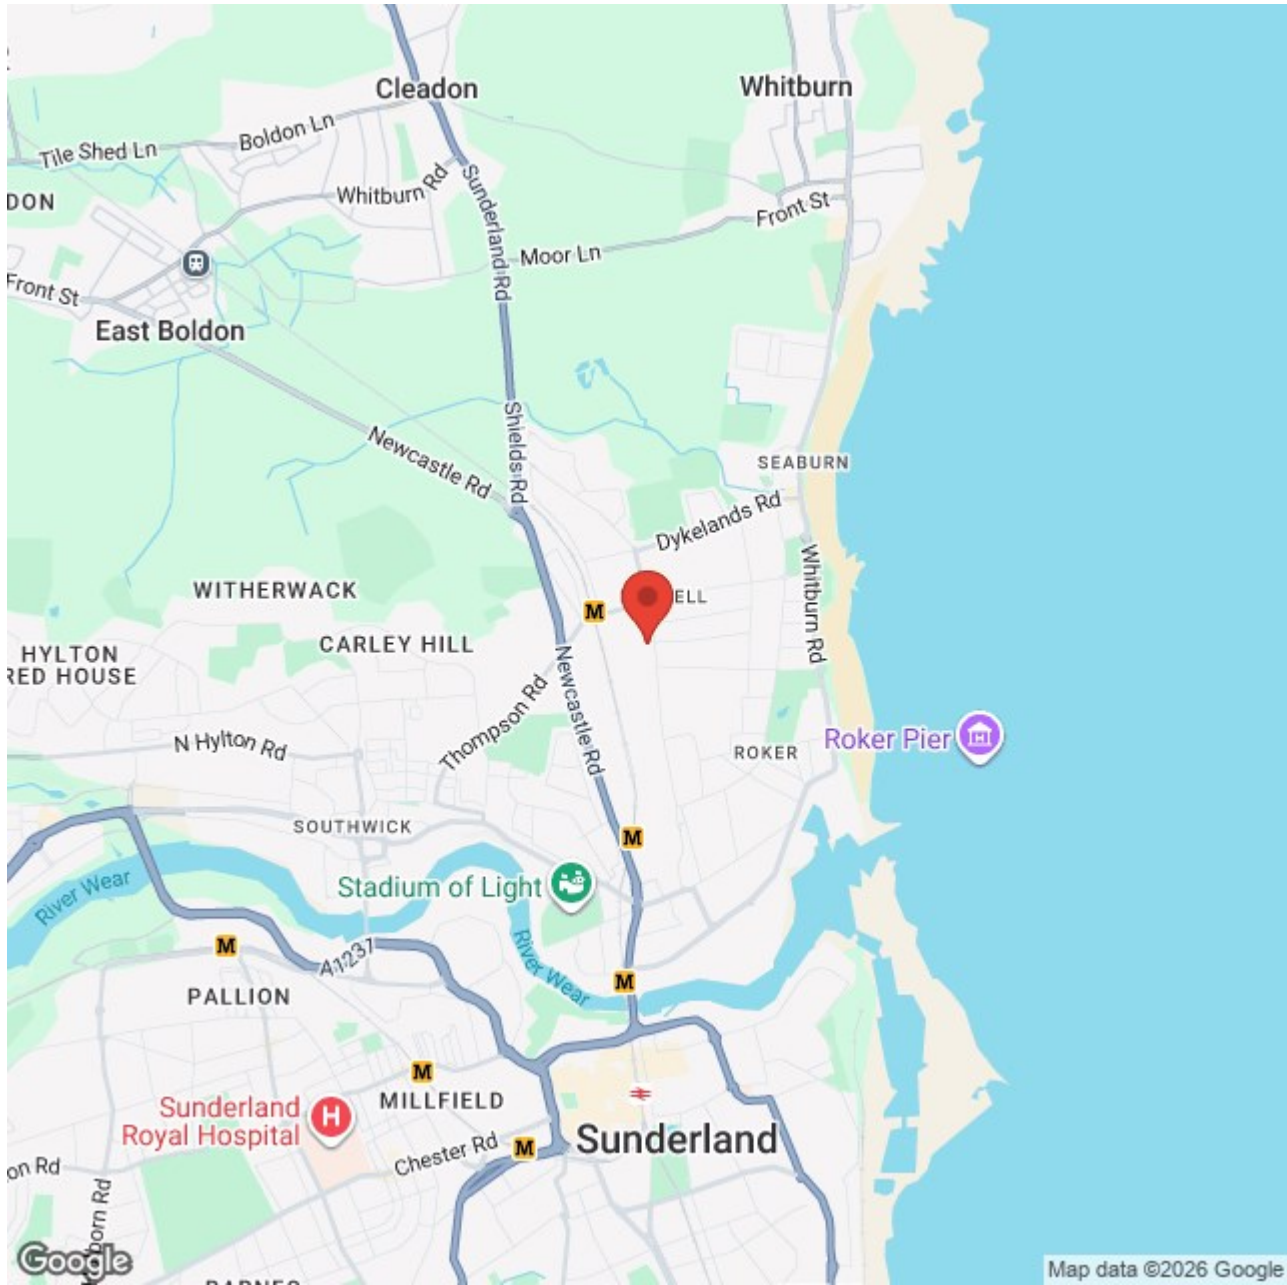 Cleadon
Whitburn
Boldon Ln
Tile Shed Ln
Whitburn Rd
Sunderland Rd
DON
Front St
Moor Ln
Front St
East Boldon
Shields Rd
Newcastle Rd
SEABURN
Dykelands Rd
Whitburn Rd
WITHERWACK
ELL
M
CARLEY HILL
HYLTON
RED HOUSE
Newcastle Rd
Thompson Rd
N Hylton Rd
ROKER
Roker Pier
SOUTHWICK
M
Stadium of Light
River Wear
River Wear
M
A1231
M
PALLION
M
MILLFIELD
Sunderland
Royal Hospital
H
Sunderland
Chester Rd
M
on Rd
Google
Map data ©2026 Google